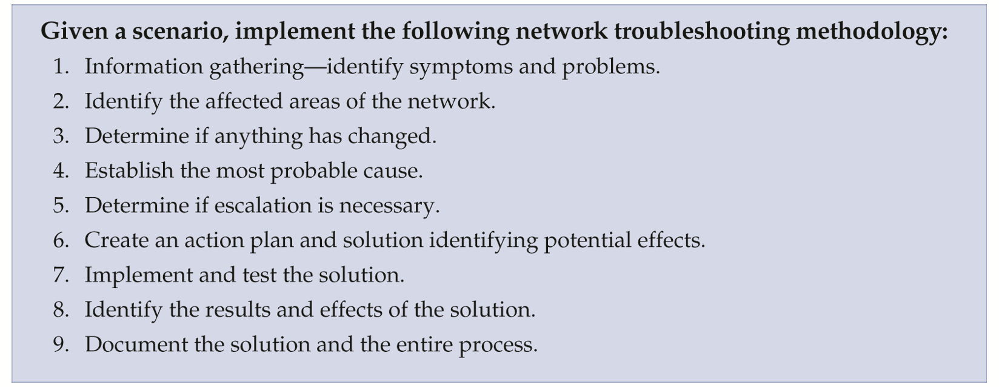 Given a scenario, implement the following network troubleshooting methodology:
1. Information gathering—identify symptoms and problems.
2. Identify the affected areas of the network.
3. Determine if anything has changed.
4. Establish the most probable cause.
5. Determine if escalation is necessary.
6. Create an action plan and solution identifying potential effects.
7. Implement and test the solution.
8. Identify the results and effects of the solution.
9. Document the solution and the entire process.